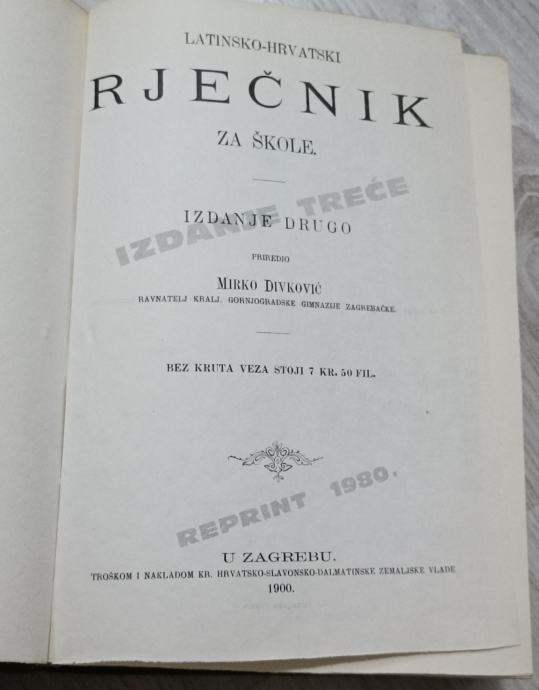 LATINSKO-HRVATSKI
RJEČNIK
ZA ŠKOLE.
IZDANJE TREĆE
IZDANJE DRUGO
PRIREDIO
MIRKO DIVKOVIĆ
RAVNATELJ KRALJ. GORNJOGRADSKE GIMNAZIJE ZAGREBAČKE.
BEZ KRUTA VEZA STOJI 7 KR. 50 FIL.
REPRINT 1980.
U ZAGREBU.
TROŠKOM I NAKLADOM KR. HRVATSKO-SLAVONSKO-DALMATINSKE ZEMALJSKE VLADE
1900.